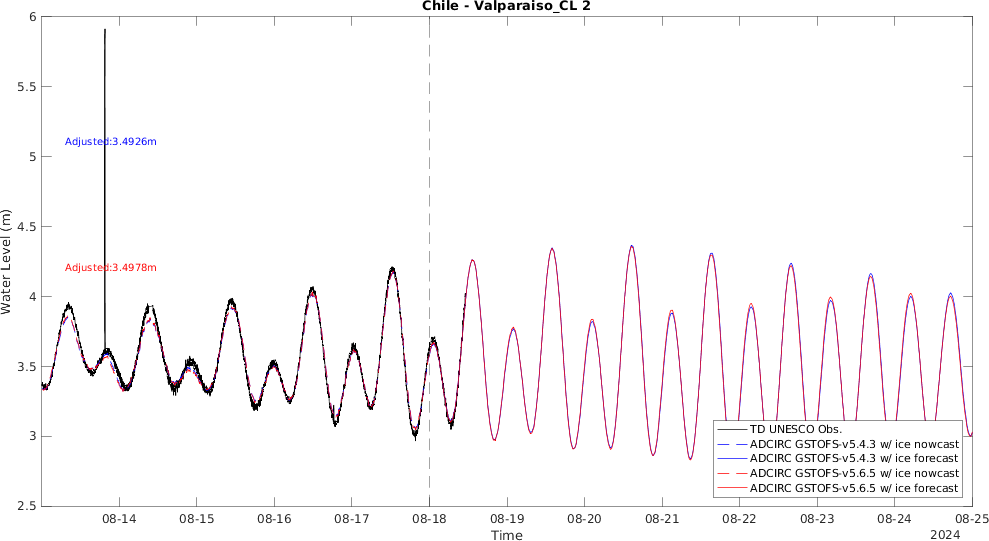 Chile - Valparaiso_CL 2
6
5.5
5
4.5
4
3.5
3
2.5
Water Level (m)
Adjusted:3.4926m
Adjusted:3.4978m
TD UNESCO Obs.
ADCIRC GSTOFS-v5.4.3 w/ ice nowcast
ADCIRC GSTOFS-v5.4.3 w/ ice forecast
ADCIRC GSTOFS-v5.6.5 w/ ice nowcast
ADCIRC GSTOFS-v5.6.5 w/ ice forecast
08-14 08-15 08-16 08-17 08-18 08-19 08-20 08-21 08-22 08-23 08-24 08-25
Time
2024